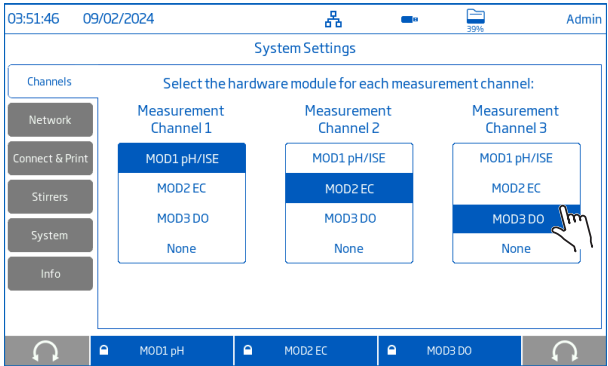 03:51:46 09/02/2024 39% Admin
System Settings
Channels
Network
Connect & Print
Stirrers
System
Info
Select the hardware module for each measurement channel:
Measurement
Channel 1
MOD1 pH/ISE
MOD2 EC
MOD3 DO
None
Measurement
Channel 2
MOD1 pH/ISE
MOD2 EC
MOD3 DO
None
Measurement
Channel 3
MOD1 pH/ISE
MOD2 EC
MOD3 DO
None
MOD1 pH MOD2 EC MOD3 DO